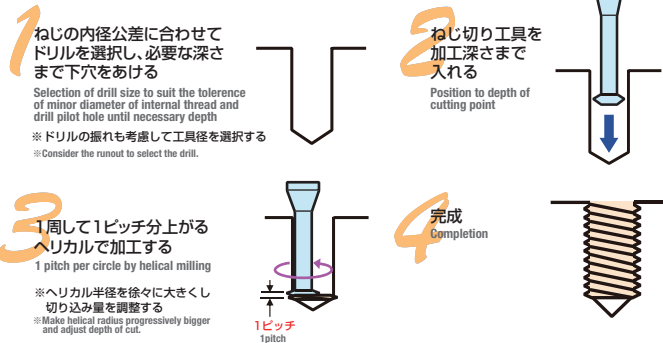 1
ねじの内径公差に合わせて
ドリルを選択し、必要な深さ
まで下穴をあける
Selection of drill size to suit the tolerence
of minor diameter of internal thread and
drill pilot hole until necessary depth
※ドリルの振れも考慮して工具径を選択する
※Consider the runout to select the drill.
2
ねじ切り工具を
加工深さまで
入れる
Position to depth of
cutting point
3
1周して1ピッチ分上がる
ヘリカルで加工する
1 pitch per circle by helical milling
※ヘリカル半径を徐々に大きくし
切り込み量を調整する
※Make helical radius progressively bigger
and adjust depth of cut.
1ピッチ
1pitch
4
完成
Completion